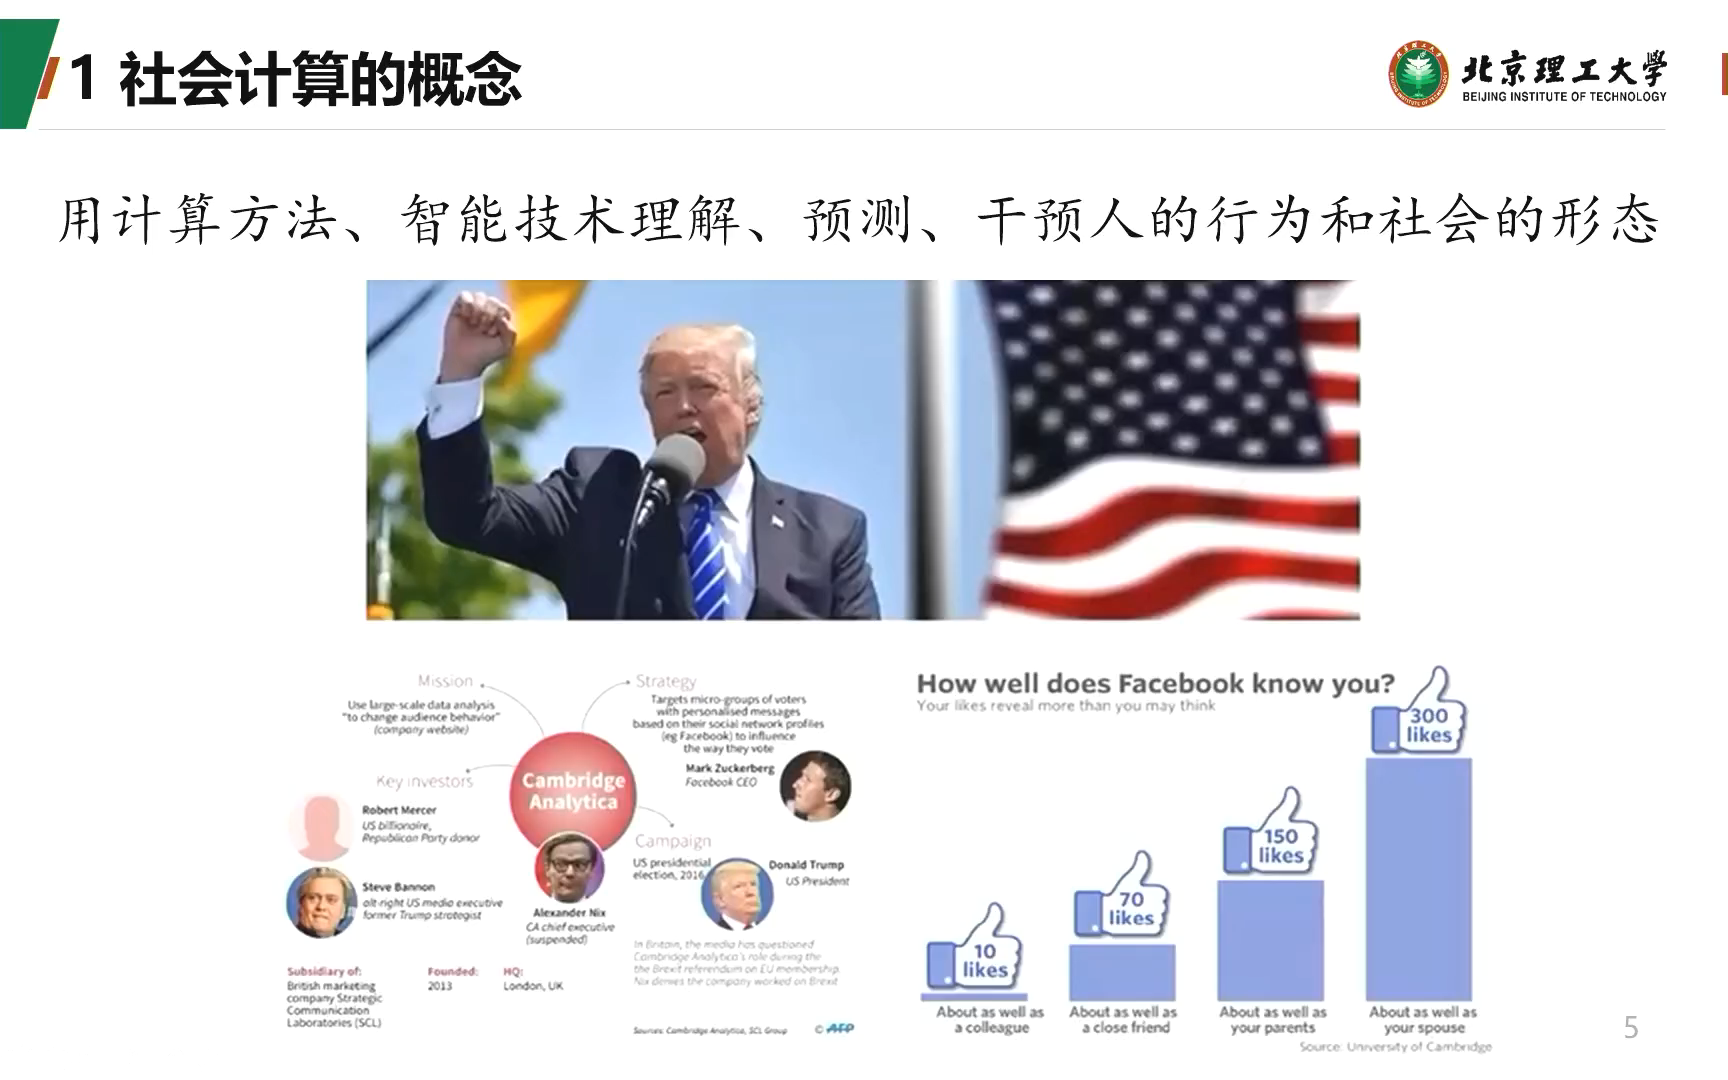 1 社会计算的概念
北京理工大学
BEIJING INSTITUTE OF TECHNOLOGY
用计算方法、智能技术理解、预测、干预人的行为和社会的形态
Mission
Use large-scale data analysis
"to change audience behavior"
(company website)
Strategy
Targets micro-groups of voters
with personalised messages
based on their social network profiles
(eg Facebook) to influence
the way they vote
Mark Zuckerberg
Facebook CEO
Key investors
Robert Mercer
US billionaire,
Republican Party donor
Steve Bannon
alt-right US media executive
former Trump strategist
Cambridge
Analytica
Alexander Nix
CA chief executive
(suspended)
Campaign
US presidential
election, 2016
Donald Trump
US President
In Britain, the media has questioned
Cambridge Analytica's role during the
the Brexit referendum on EU membership
Nix denies the company worked on Brexit
Subsidiary of:
British marketing
company Strategic
Communication
Laboratories (SCL)
Founded:
2013
HQ:
London, UK
Sources: Cambridge Analytica, SCL Group
© AFP
How well does Facebook know you?
Your likes reveal more than you may think
10
likes
About as well as
a colleague
70
likes
About as well as
a close friend
150
likes
About as well as
your parents
300
likes
About as well as
your spouse
Source: University of Cambridge
5